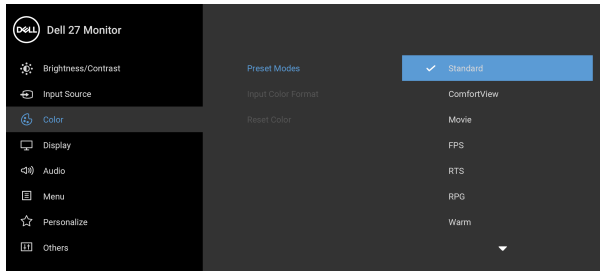 DELL Dell 27 Monitor
Brightness/Contrast
Input Source
Color
Display
Audio
Menu
Personalize
Others
Preset Modes
Input Color Format
Reset Color
Standard
ComfortView
Movie
FPS
RTS
RPG
Warm